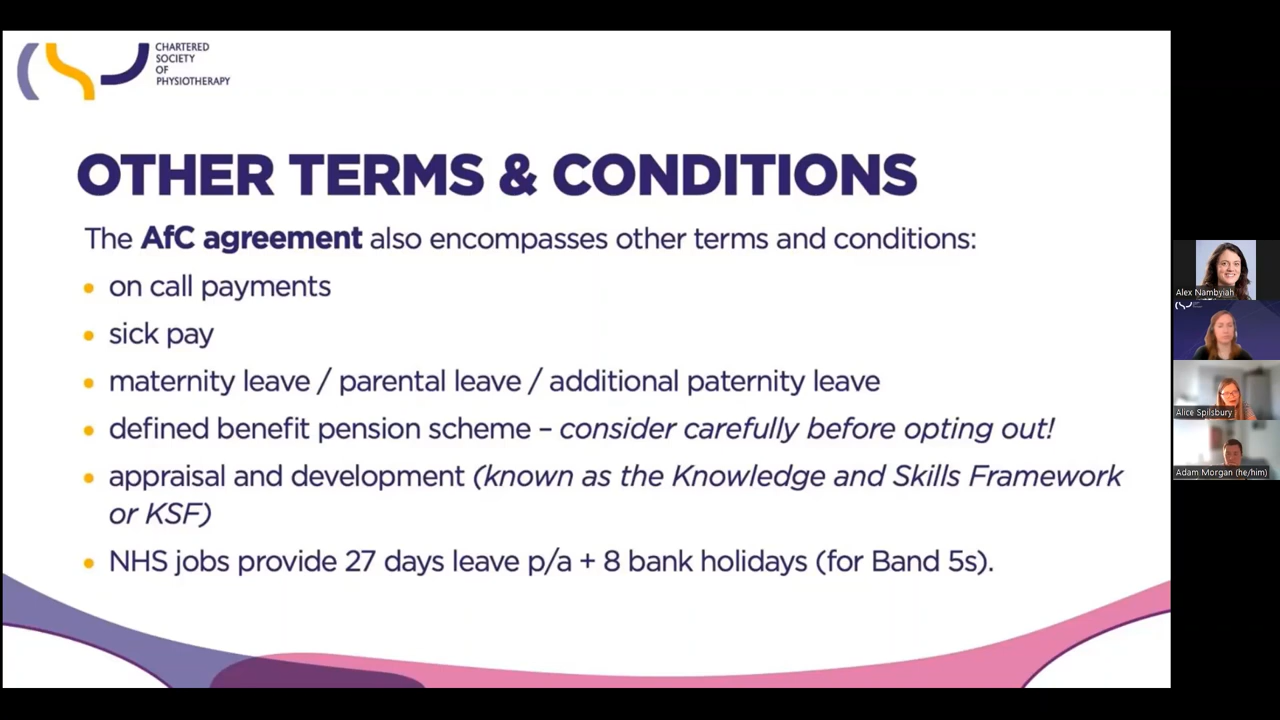 CHARTERED
SOCIETY
OF
PHYSIOTHERAPY
OTHER TERMS & CONDITIONS
The AfC agreement also encompasses other terms and conditions:
• on call payments
• sick pay
• maternity leave / parental leave / additional paternity leave
• defined benefit pension scheme – consider carefully before opting out!
• appraisal and development (known as the Knowledge and Skills Framework
or KSF)
• NHS jobs provide 27 days leave p/a + 8 bank holidays (for Band 5s).
Alex Nambyiah
Alice Spilsbury
Adam Morgan (he/him)